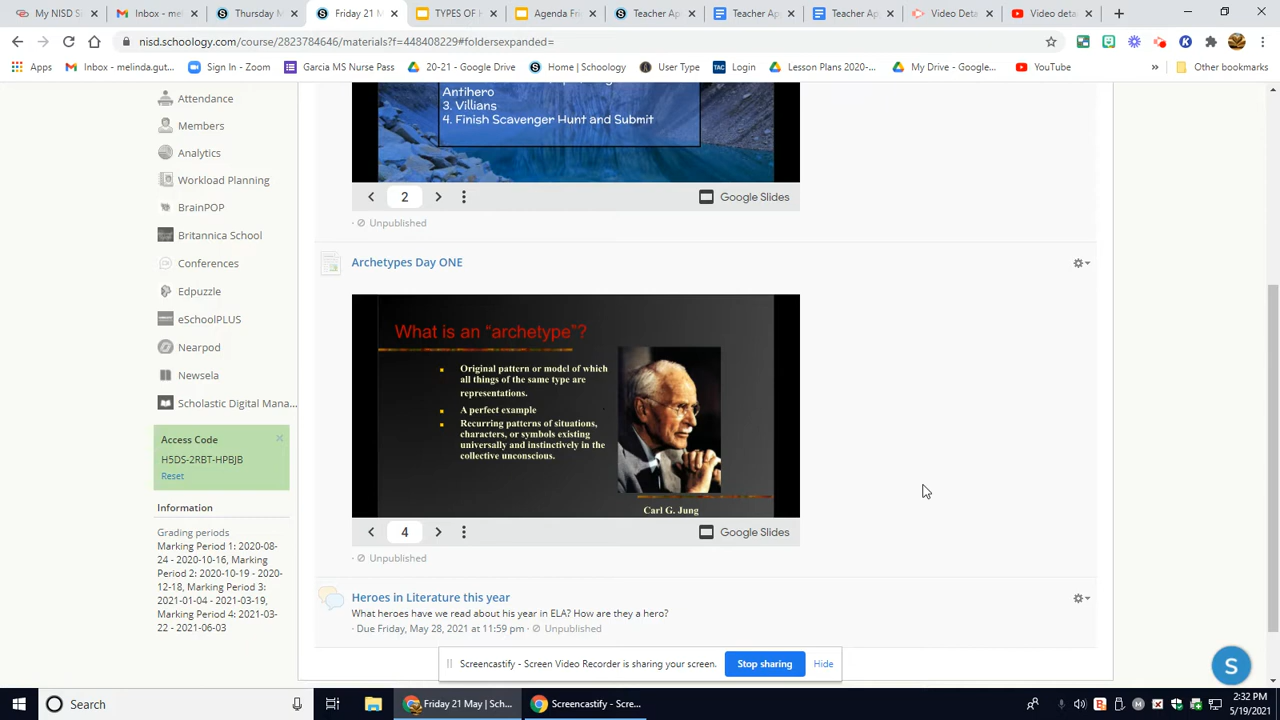 My NISD S
Inbox - mel
Thursday M
Friday 21 M
TYPES OF H
Agenda Fri
Teacher Ap
Teacher Ap
Teacher Ap
Video Deta
Video deta
nisd.schoology.com/course/2823784646/materials?f=448408229#foldersexpanded=
Apps
Inbox - melinda.gut...
Sign In - Zoom
Garcia MS Nurse Pass
20-21 - Google Drive
Home | Schoology
User Type
TAC Login
Lesson Plans 2020-...
My Drive - Google...
YouTube
»
Other bookmarks
Attendance
Members
Analytics
Workload Planning
BrainPOP
Britannica School
Conferences
Edpuzzle
eSchoolPLUS
Nearpod
Newsela
Scholastic Digital Mana...
Access Code
H5DS-2RBT-HPBJB
Reset
Information
Grading periods
Marking Period 1: 2020-08-
24 - 2020-10-16, Marking
Period 2: 2020-10-19 - 2020-
12-18, Marking Period 3:
2021-01-04 - 2021-03-19,
Marking Period 4: 2021-03-
22 - 2021-06-03
Antihero
3. Villians
4. Finish Scavenger Hunt and Submit
2
Google Slides
· Unpublished
Archetypes Day ONE
What is an “archetype”?
Original pattern or model of which
all things of the same type are
representations.
A perfect example
Recurring patterns of situations,
characters, or symbols existing
universally and instinctively in the
collective unconscious.
Carl G. Jung
4
Google Slides
· Unpublished
Heroes in Literature this year
What heroes have we read about his year in ELA? How are they a hero?
· Due Friday, May 28, 2021 at 11:59 pm · Unpublished
Screencastify - Screen Video Recorder is sharing your screen.
Stop sharing
Hide
S
Search
Friday 21 May | Sch...
Screencastify - Scre...
2:32 PM
5/19/2021